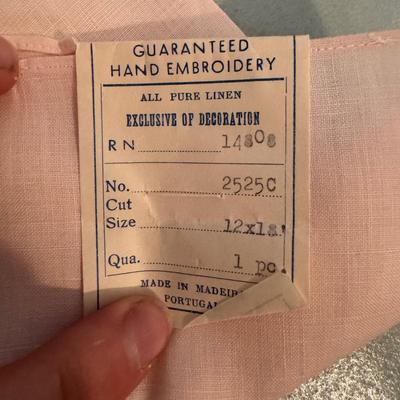 GUARANTEED
HAND EMBROIDERY
ALL PURE LINEN
EXCLUSIVE OF DECORATION
RN 14808
No. 2525C
Cut
Size 12x18"
Qua. 1 pc.
MADE IN MADEIRA
PORTUGAL